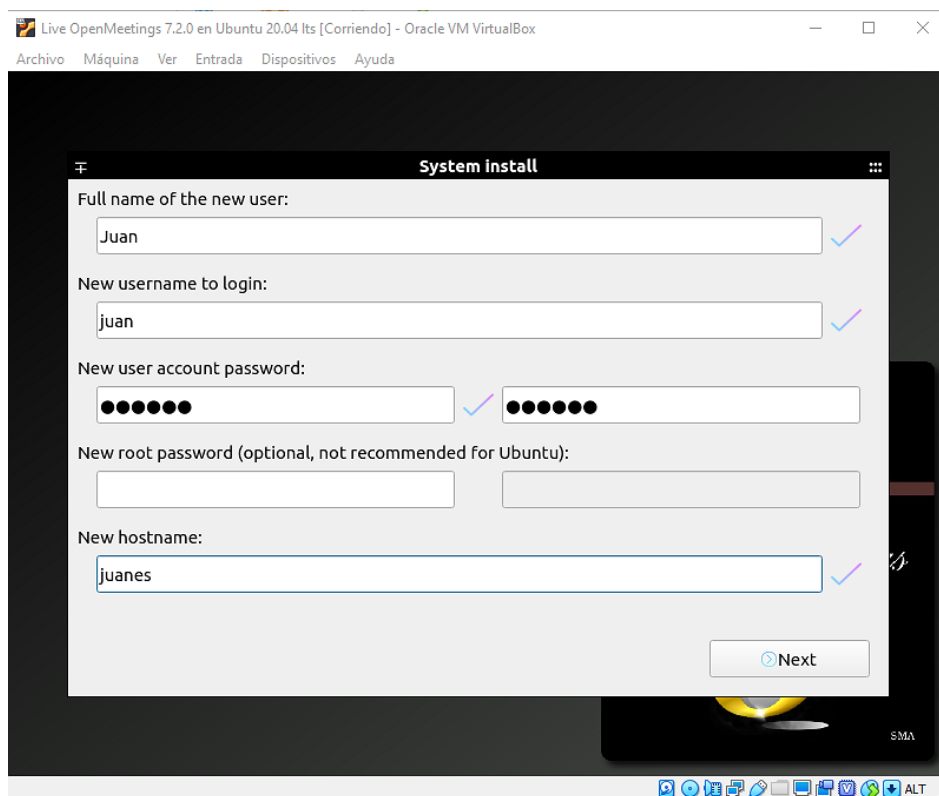 Live OpenMeetings 7.2.0 en Ubuntu 20.04 lts [Corriendo] - Oracle VM VirtualBox
Archivo Máquina Ver Entrada Dispositivos Ayuda
System install
Full name of the new user:
Juan
New username to login:
juan
New user account password:
●●●●●● ●●●●●●
New root password (optional, not recommended for Ubuntu):
New hostname:
juanes
Next
SMA
ALT